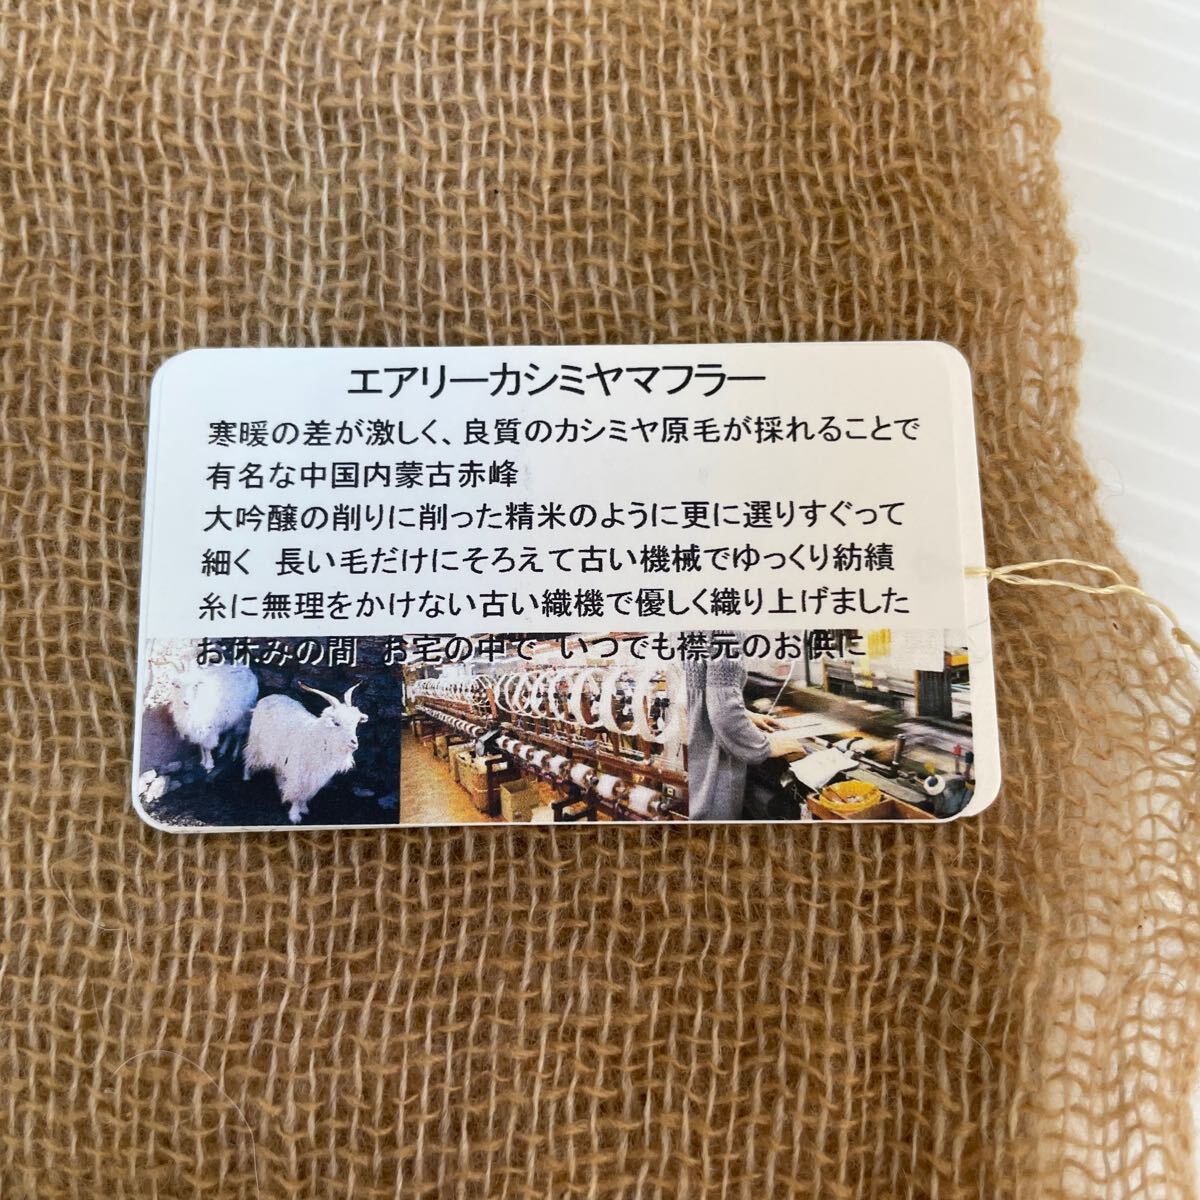 エアリーカシミヤマフラー
寒暖の差が激しく、良質のカシミヤ原毛が採れることで
有名な中国内蒙古赤峰
大吟醸の削りに削った精米のように更に選りすぐって
細く　長い毛だけにそろえて古い機械でゆっくり紡績
糸に無理をかけない古い織機で優しく織り上げました
お休みの間　お宅の中で　いつでも襟元のお供に